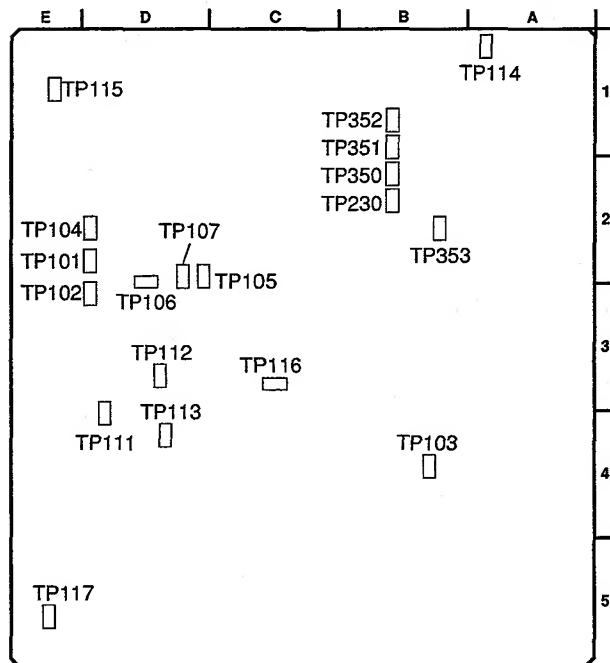 E D C B A
TP114
TP115
1
TP352
TP351
TP350
TP230
2
TP104
TP107
TP353
TP101
TP102
TP106
TP105
3
TP112
TP116
TP111
TP113
TP103
4
TP117
5